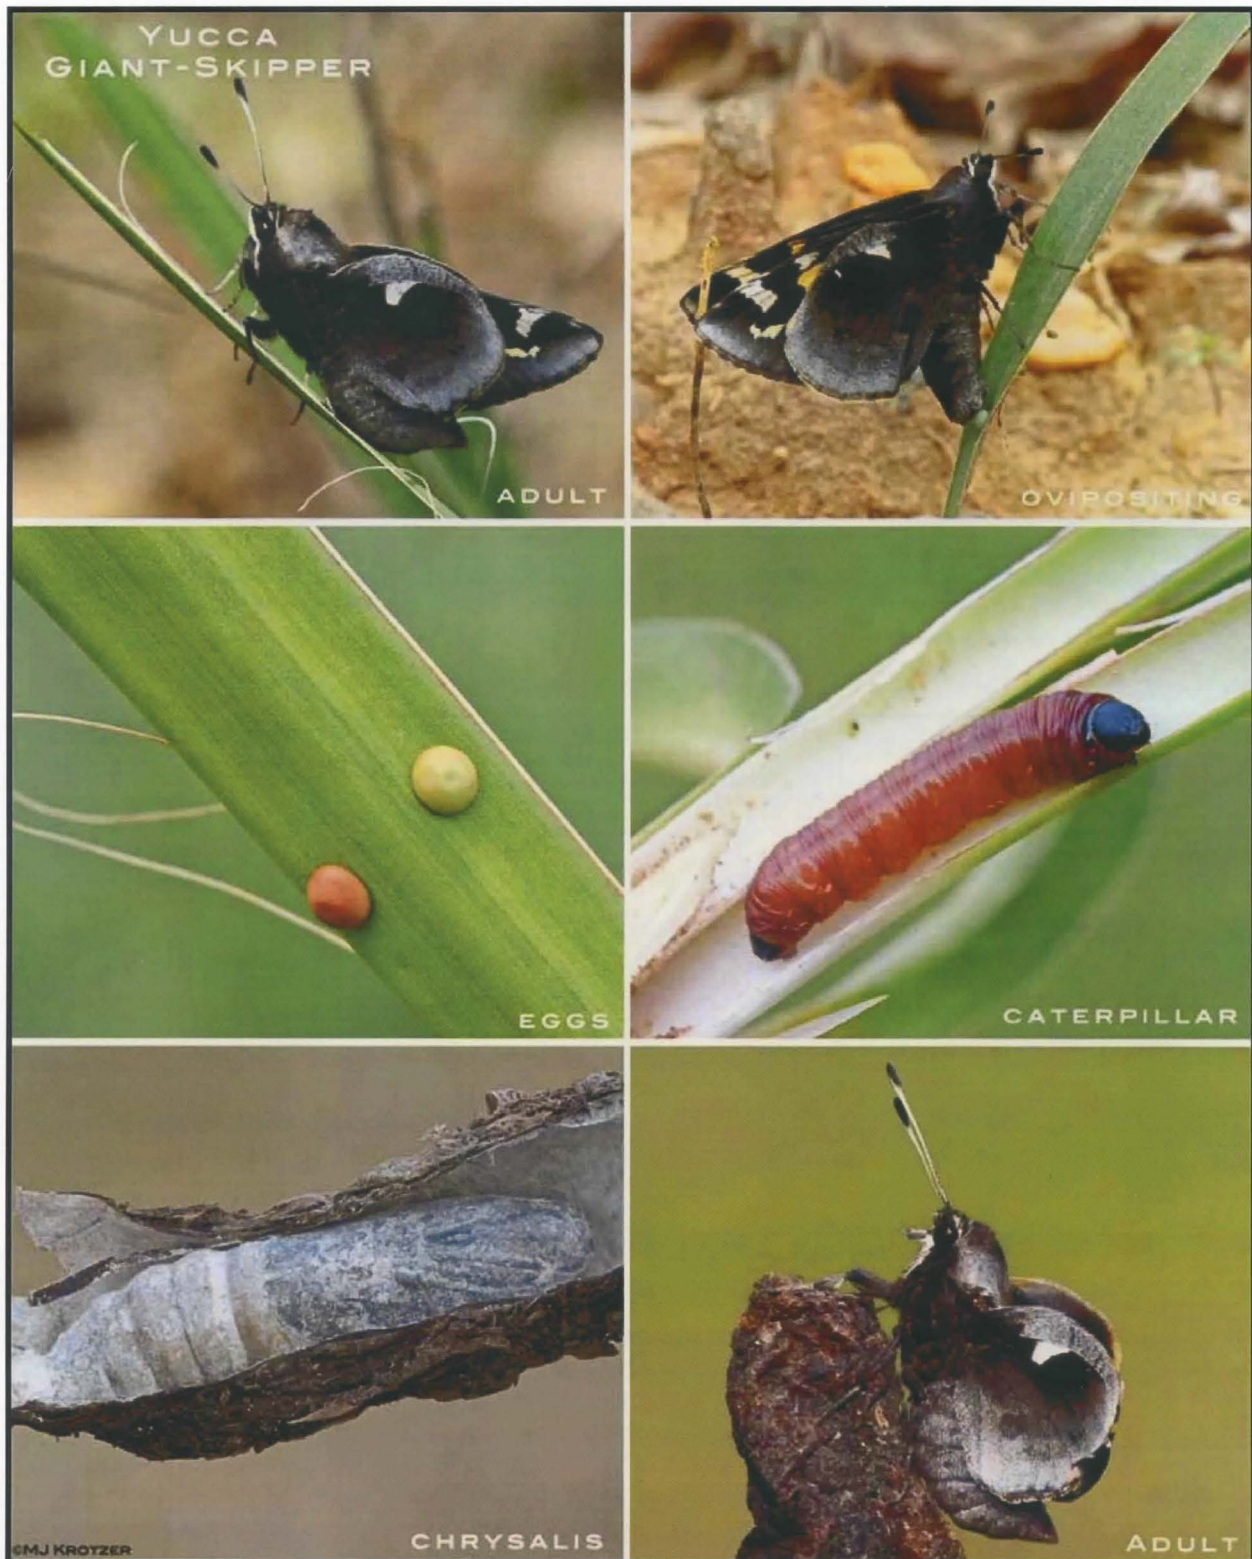 YUCCA
GIANT-SKIPPER
ADULT
OVIPOSITING
EGGS
CATERPILLAR
CHRYSALIS
©MJ KROTZER
ADULT